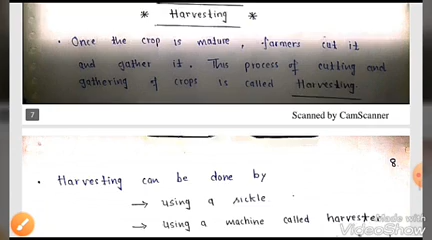 * Harvesting *
• Once the crop is mature, farmers cut it
and gather it. This process of cutting and
gathering of crops is called Harvesting.
7
Scanned by CamScanner
8.
• Harvesting can be done by
→ using a sickle
→ using a machine called harvester
Made with
VideoShow